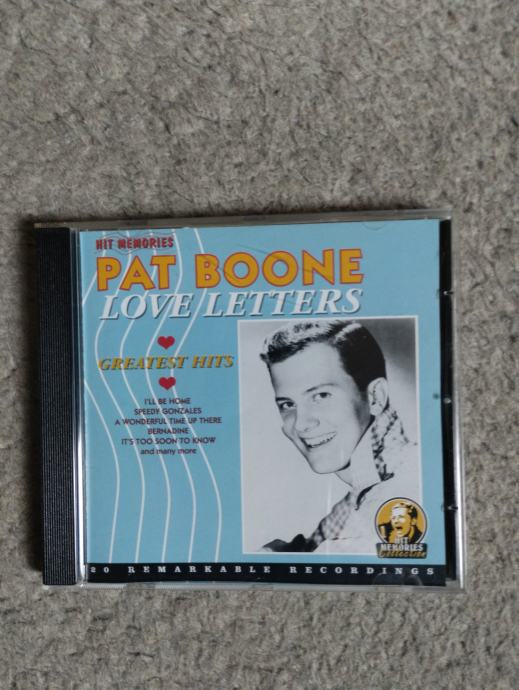 HIT MEMORIES
PAT BOONE
LOVE LETTERS
GREATEST HITS
I'LL BE HOME
SPEEDY GONZALES
A WONDERFUL TIME UP THERE
BERNADINE
IT'S TOO SOON TO KNOW
and many more
HIT
MEMORIES
Collection
20 REMARKABLE RECORDINGS